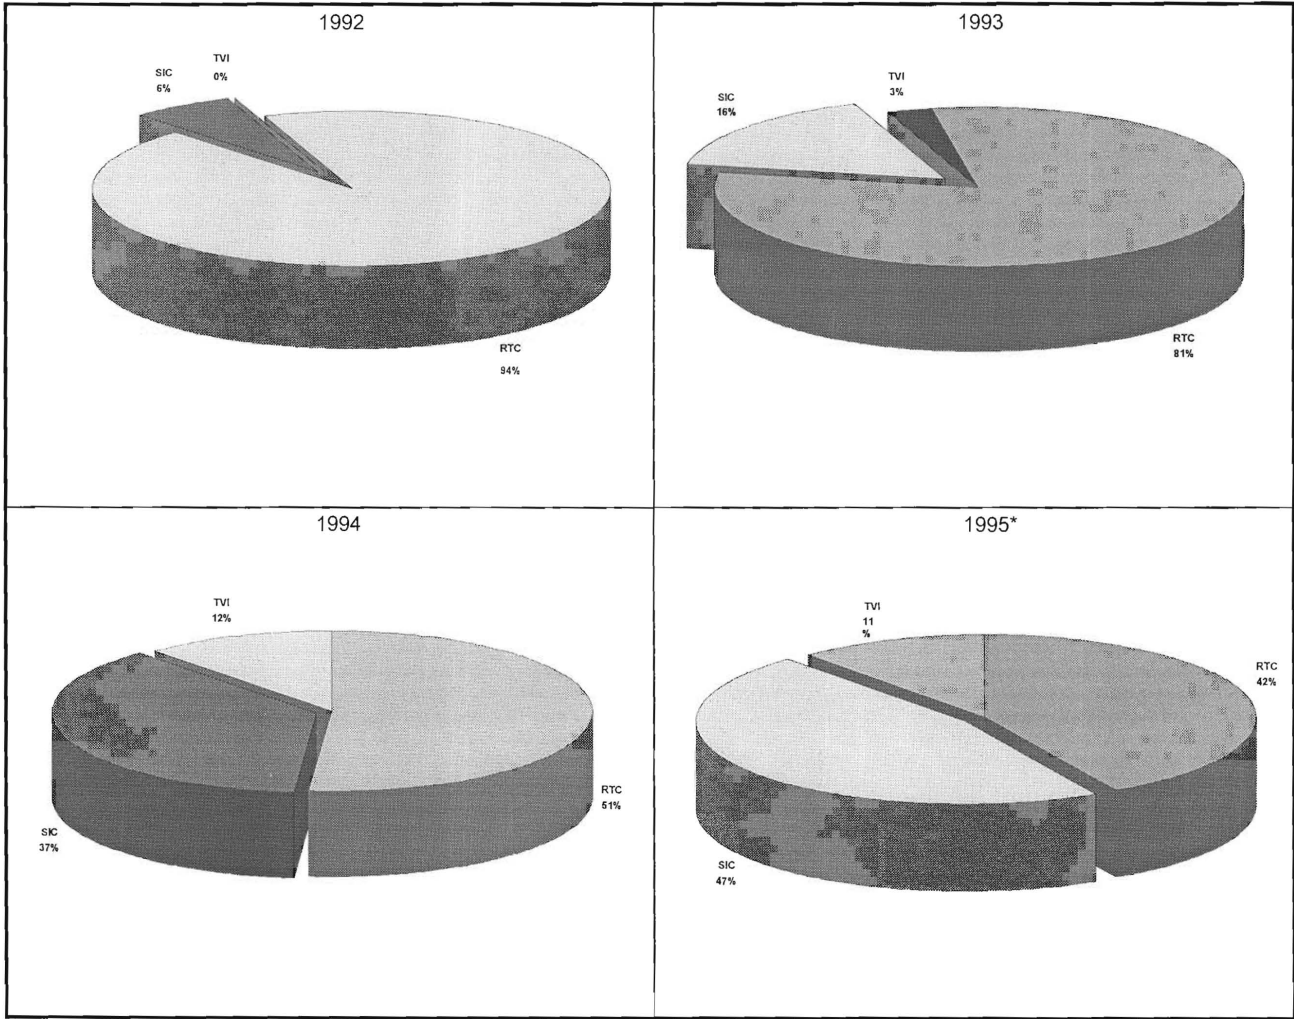 1992
TVI
0%
SIC
6%
RTC
94%
1993
TVI
3%
SIC
16%
RTC
81%
1994
TVI
12%
RTC
51%
SIC
37%
1995*
TVI
11
%
RTC
42%
SIC
47%